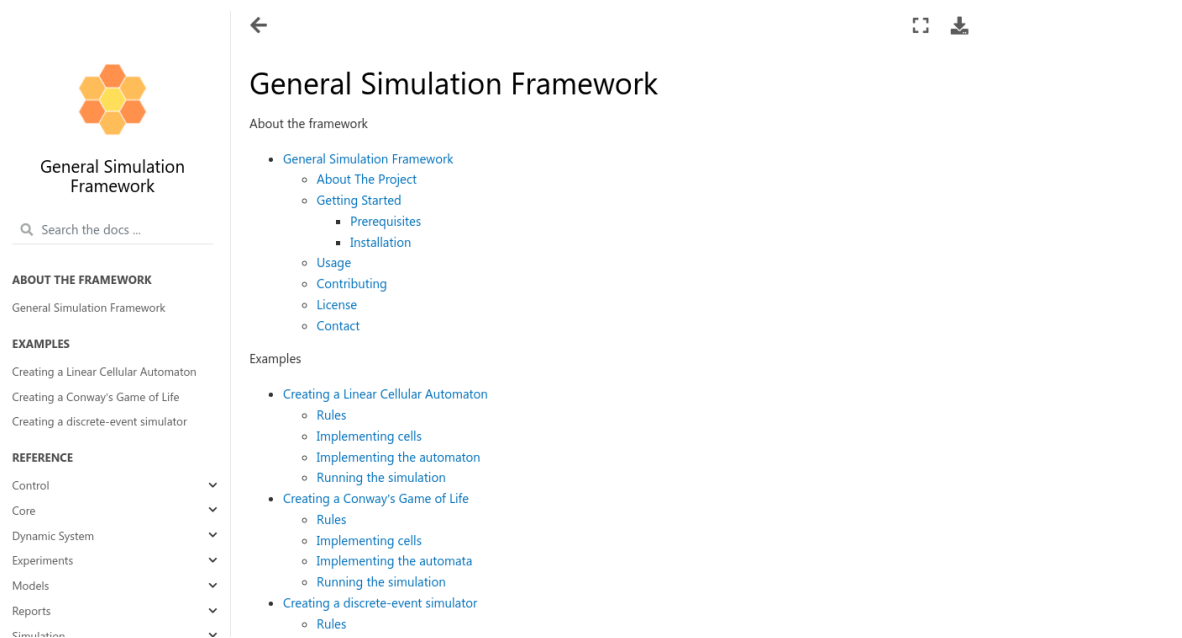 General Simulation
Framework
Search the docs ...
ABOUT THE FRAMEWORK
General Simulation Framework
EXAMPLES
Creating a Linear Cellular Automaton
Creating a Conway's Game of Life
Creating a discrete-event simulator
REFERENCE
Control
Core
Dynamic System
Experiments
Models
Reports
Simulation
General Simulation Framework
About the framework
General Simulation Framework
About The Project
Getting Started
Prerequisites
Installation
Usage
Contributing
License
Contact
Examples
Creating a Linear Cellular Automaton
Rules
Implementing cells
Implementing the automaton
Running the simulation
Creating a Conway's Game of Life
Rules
Implementing cells
Implementing the automata
Running the simulation
Creating a discrete-event simulator
Rules